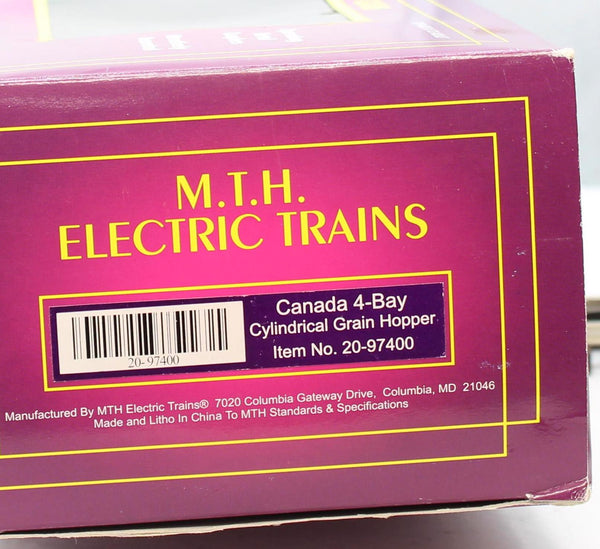 M.T.H.
ELECTRIC TRAINS
Canada 4-Bay
Cylindrical Grain Hopper
Item No. 20-97400
20-97400
Manufactured By MTH Electric Trains® 7020 Columbia Gateway Drive, Columbia, MD 21046
Made and Litho In China To MTH Standards & Specifications